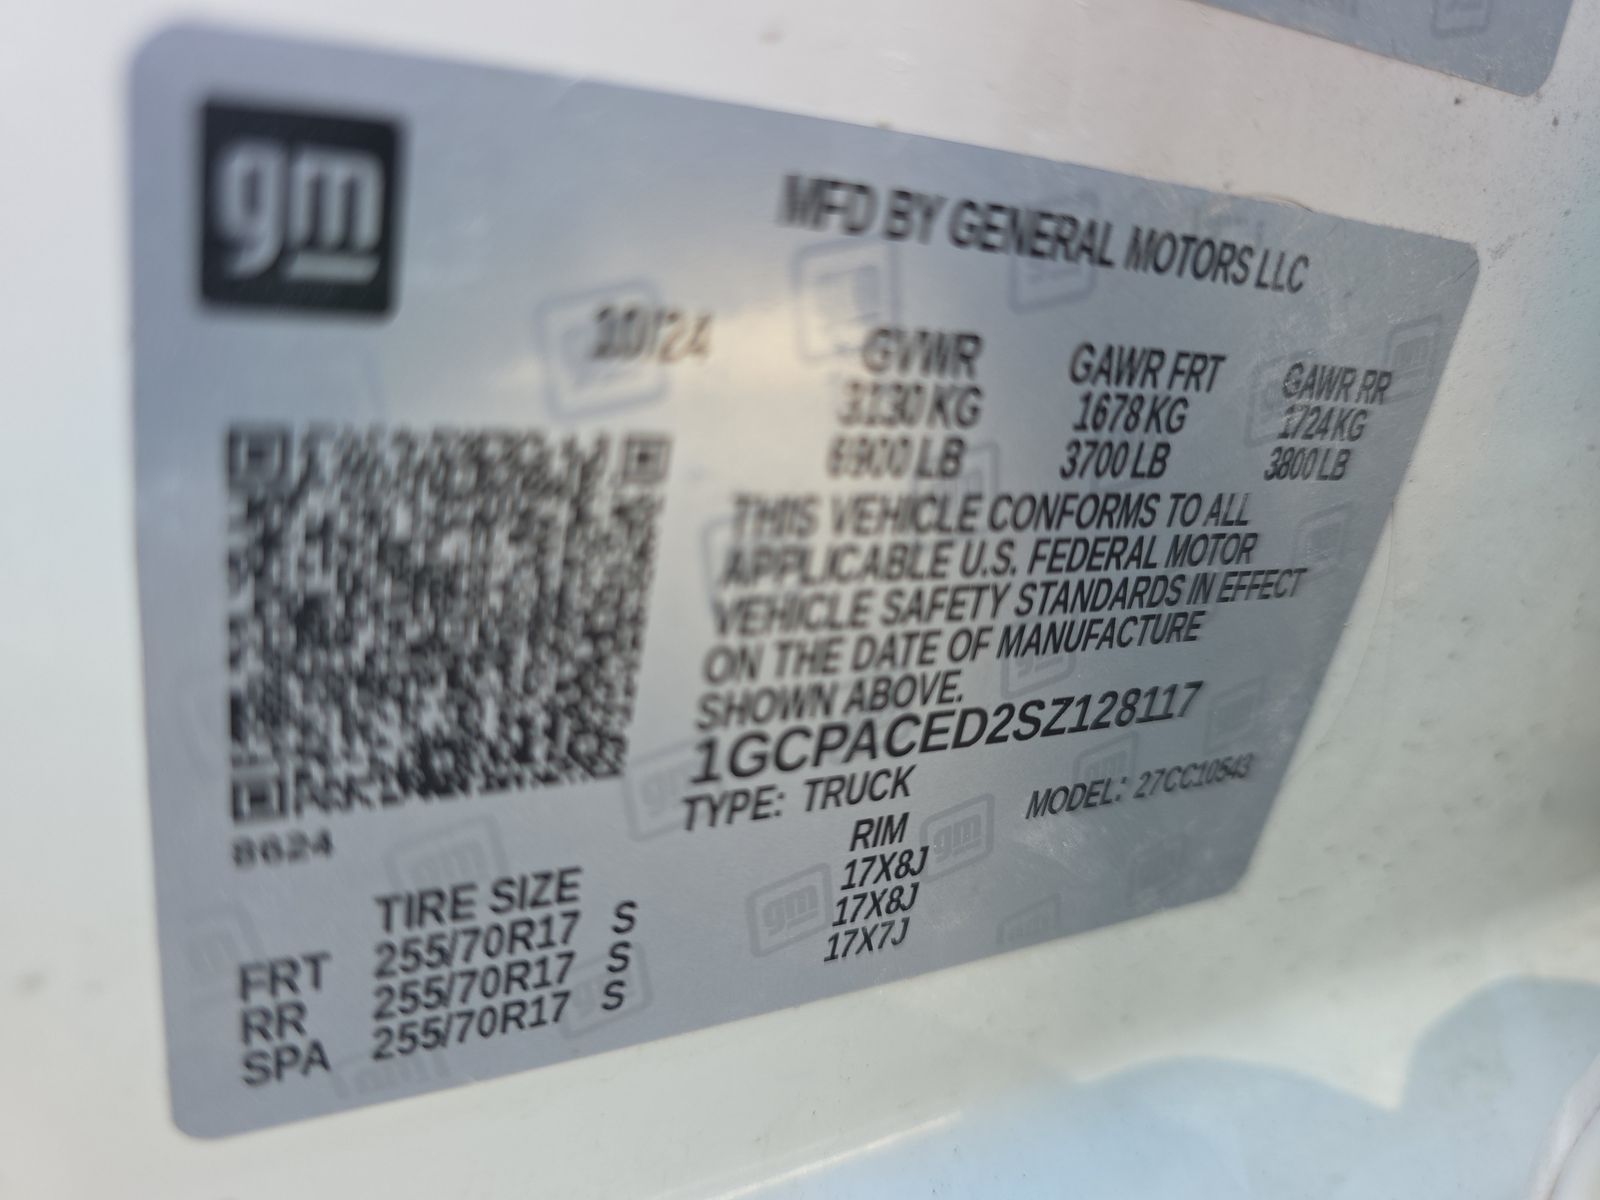 gm
MFD BY GENERAL MOTORS LLC
10/24
GVWR GAWR FRT GAWR RR
3130 KG 1678 KG 1724 KG
6900 LB 3700 LB 3800 LB
THIS VEHICLE CONFORMS TO ALL
APPLICABLE U.S. FEDERAL MOTOR
VEHICLE SAFETY STANDARDS IN EFFECT
ON THE DATE OF MANUFACTURE
SHOWN ABOVE.
1GCPACED2SZ128117
TYPE: TRUCK MODEL: 27CC10543
8624
TIRE SIZE RIM
FRT 255/70R17 S 17X8J
RR 255/70R17 S 17X8J
SPA 255/70R17 S 17X7J